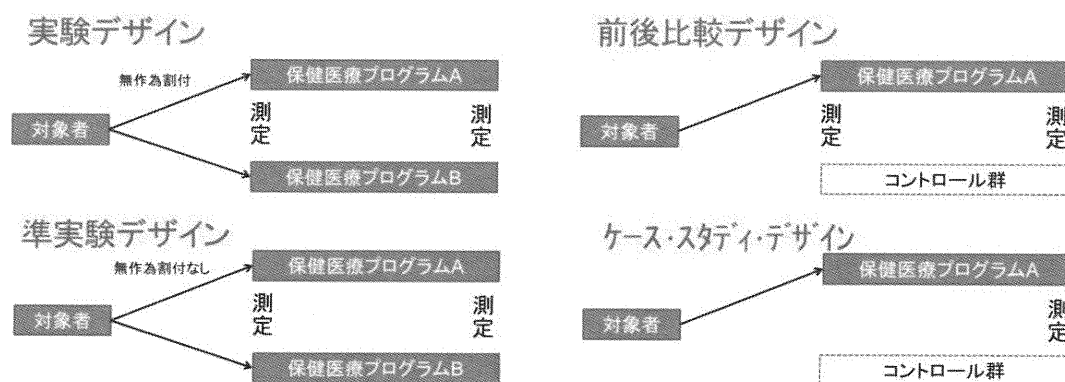 実験デザイン
無作為割付
保健医療プログラムA
対象者
測定
測定
保健医療プログラムB
前後比較デザイン
保健医療プログラムA
対象者
測定
測定
コントロール群
準実験デザイン
無作為割付なし
保健医療プログラムA
対象者
測定
測定
保健医療プログラムB
ケース・スタディ・デザイン
保健医療プログラムA
対象者
測定
コントロール群